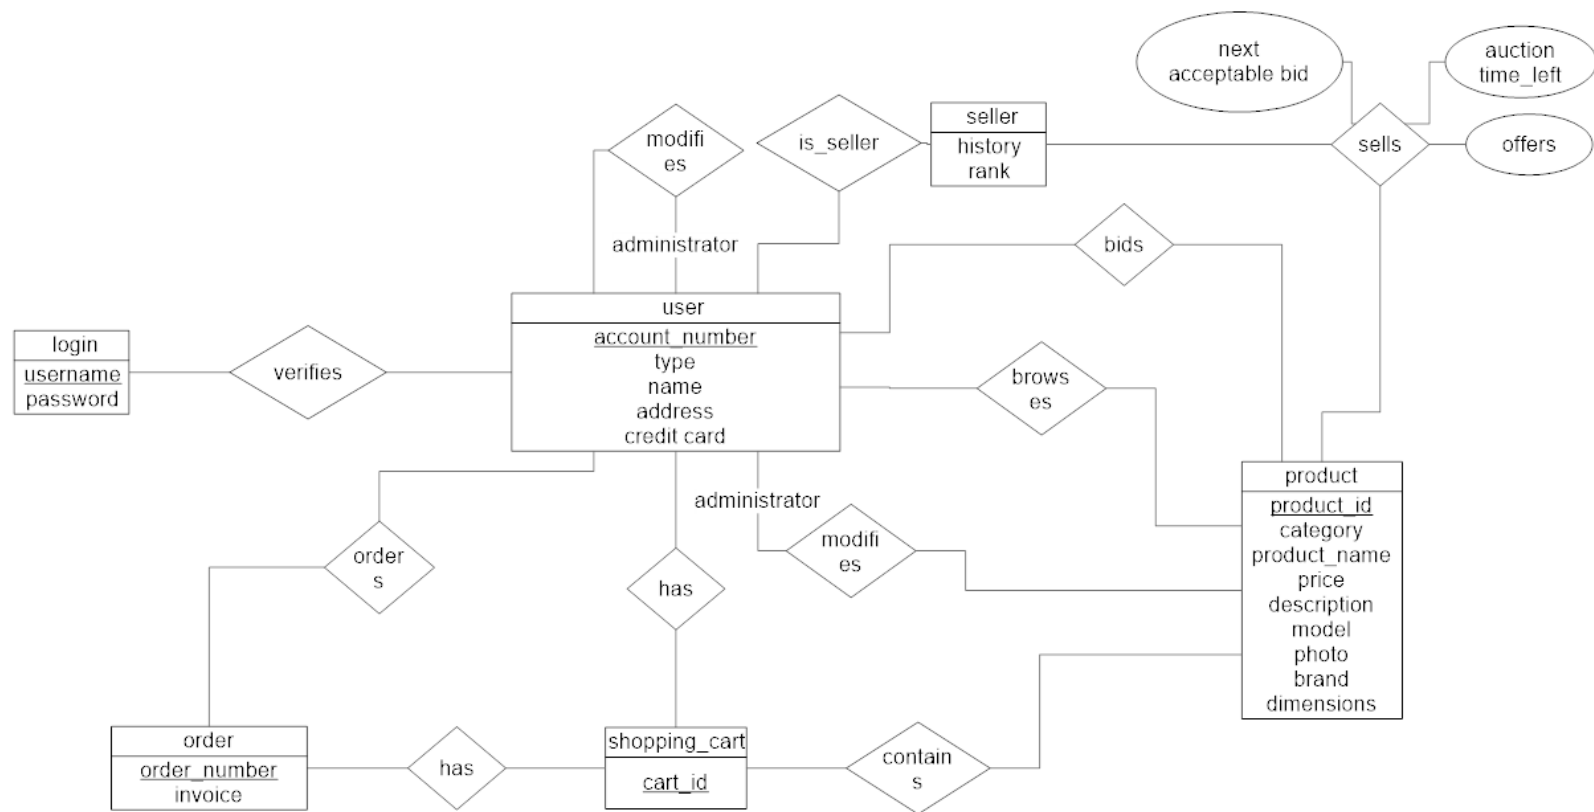 next
acceptable bid
auction
time_left
seller
history
rank
modifi
es
is_seller
sells
offers
administrator
bids
user
account_number
type
name
address
credit card
login
username
password
verifies
brows
es
product
product_id
category
product_name
price
description
model
photo
brand
dimensions
administrator
order
s
modifi
es
has
order
order_number
invoice
has
shopping_cart
cart_id
contain
s